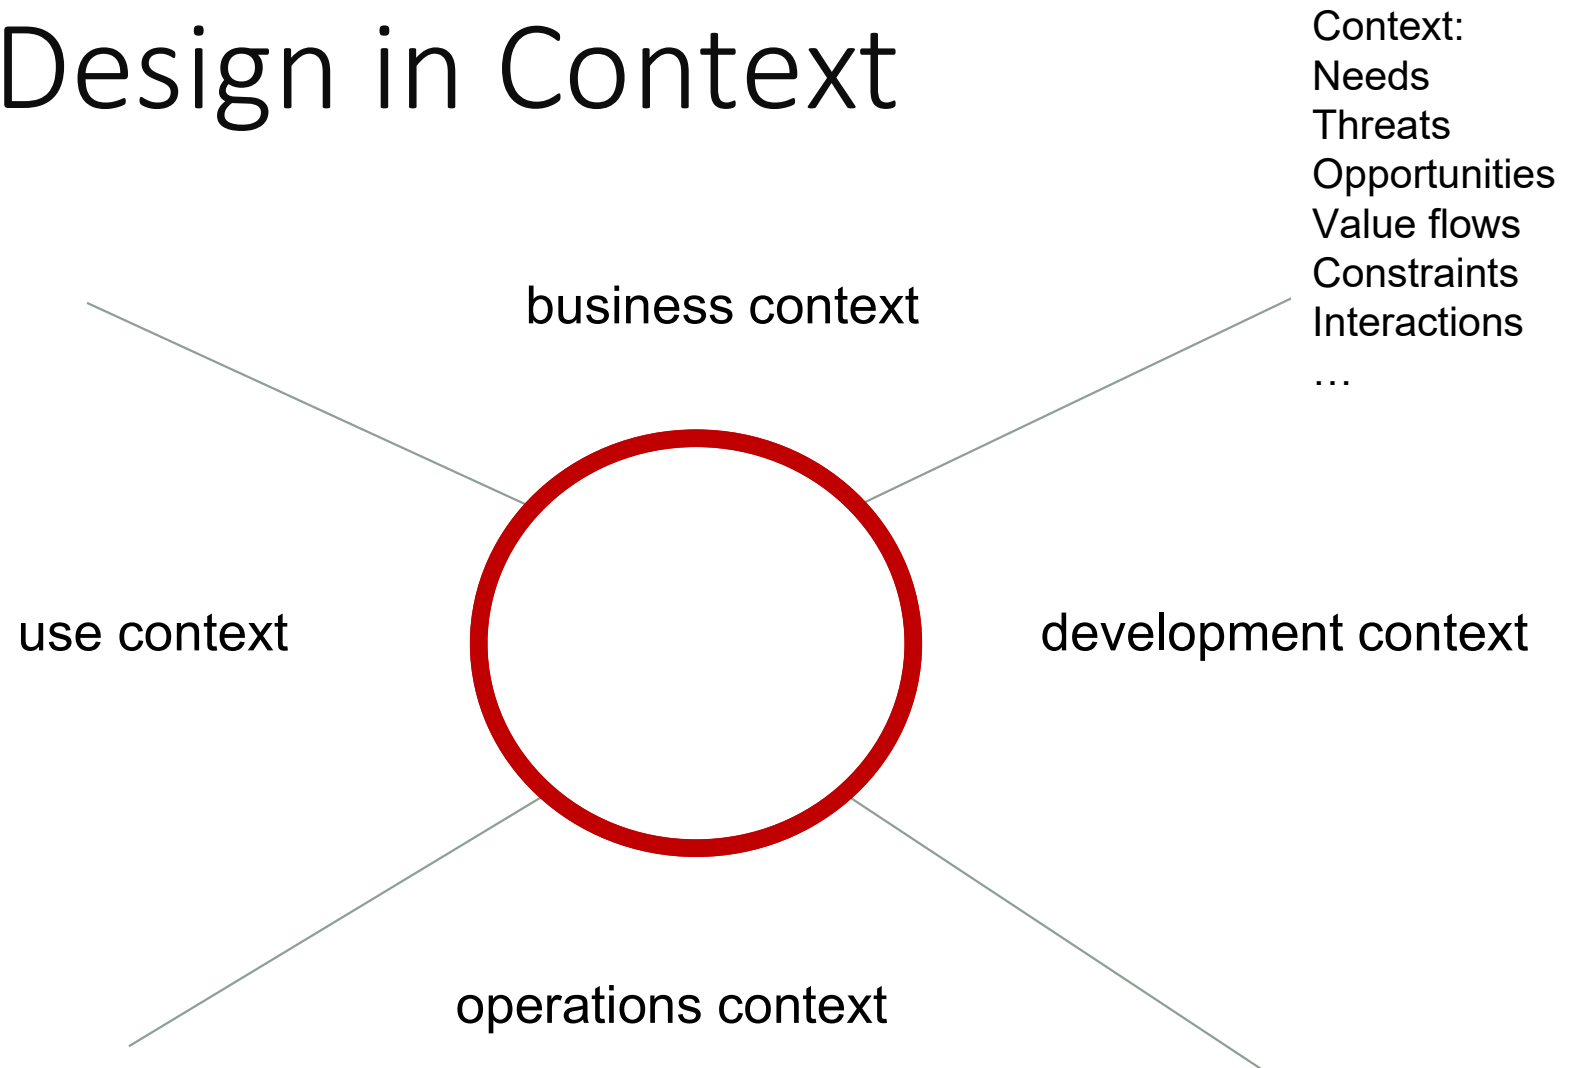 Design in Context
Context:
Needs
Threats
Opportunities
Value flows
Constraints
Interactions
…
business context
use context
development context
operations context